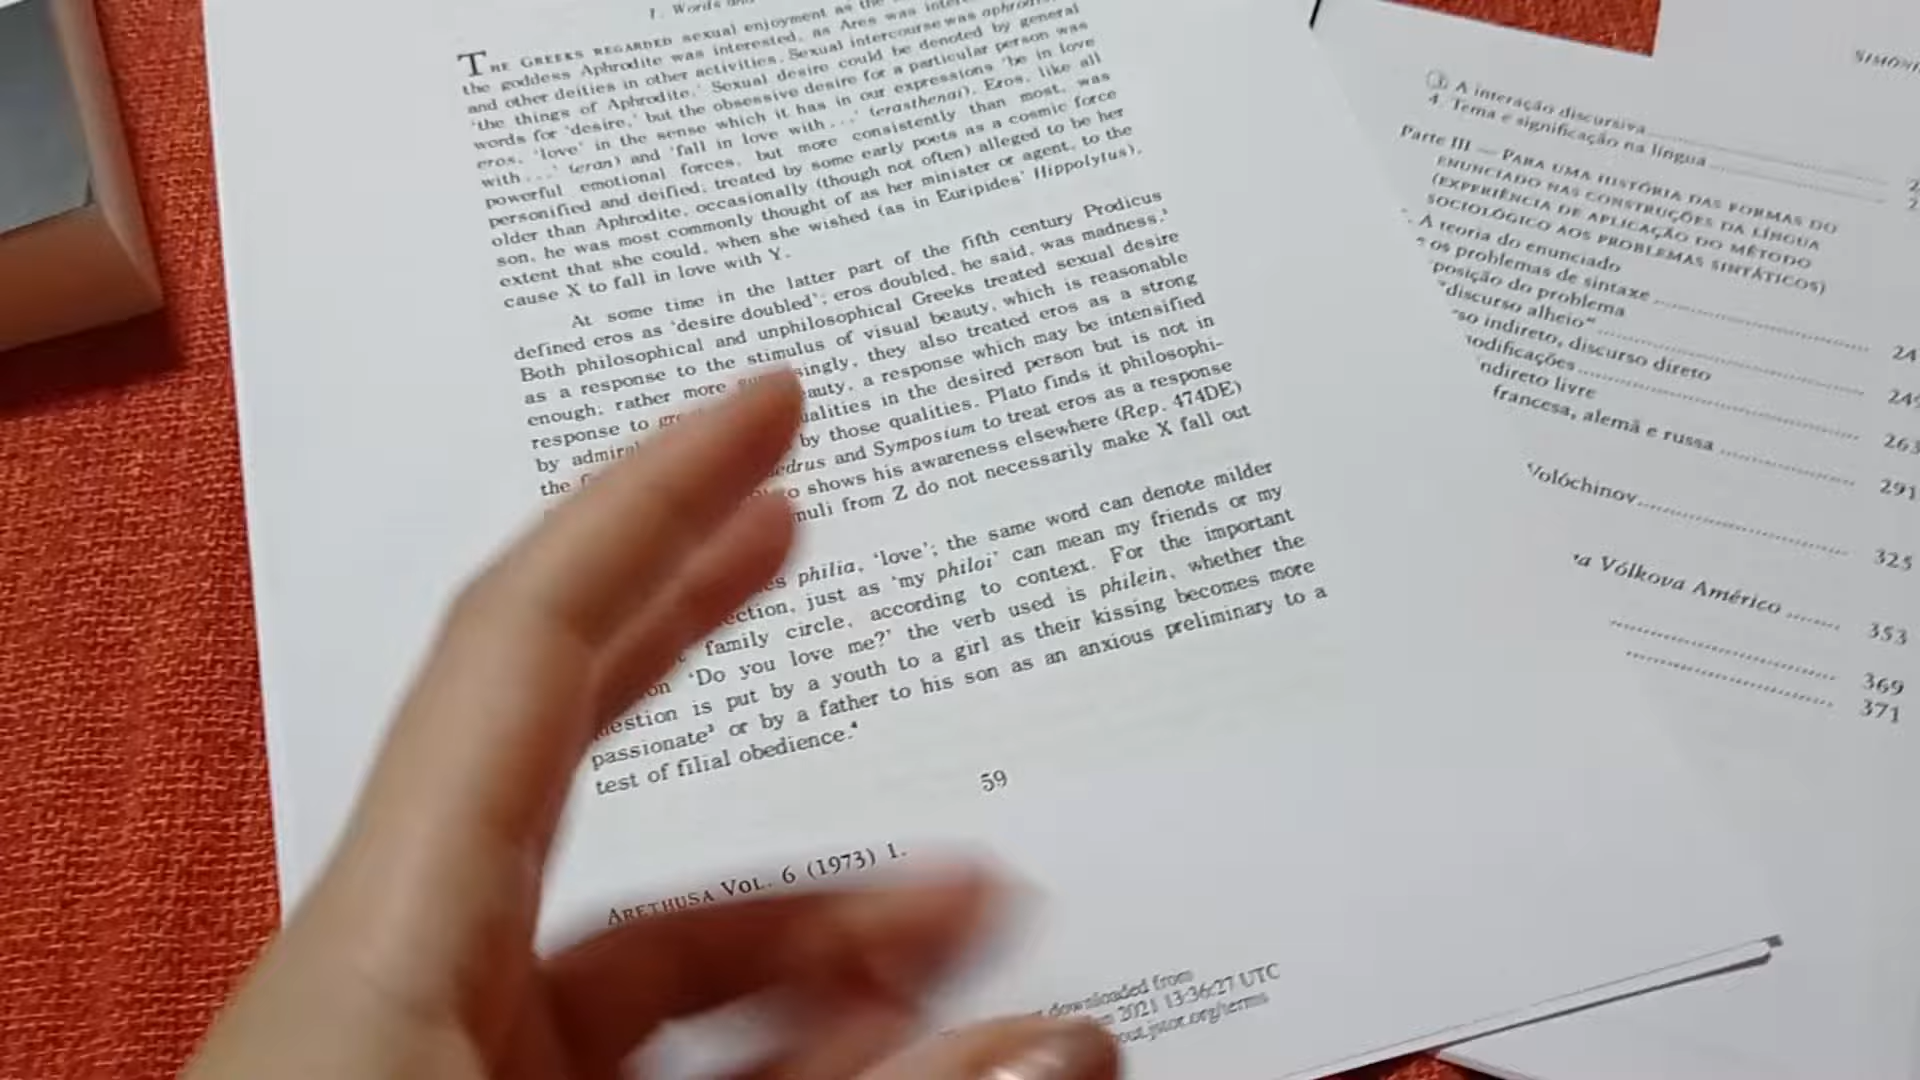 1. Words and
THE GREEKS REGARDED sexual enjoyment as the
the goddess Aphrodite was interested, as Ares was
and other deities in other activities. Sexual intercourse was
'the things of Aphrodite.' Sexual desire could be denoted by general
words for 'desire,' but the obsessive desire for a particular person was
eros, 'love' in the sense which it has in our expressions 'be in love
with . . .' (eran) and 'fall in love with . . .' (erasthenai). Eros, like all
powerful emotional forces, but more consistently than most, was
personified and deified, treated by some early poets as a cosmic force
older than Aphrodite, occasionally (though not often) alleged to be her
son, he was most commonly thought of as her minister or agent, to the
extent that she could, when she wished (as in Euripides' Hippolytus),
cause X to fall in love with Y.
At some time in the latter part of the fifth century Prodicus
defined eros as 'desire doubled'; eros doubled, he said, was madness.
Both philosophical and unphilosophical Greeks treated sexual desire
as a response to the stimulus of visual beauty, which is reasonable
enough; rather more singly, they also treated eros as a strong
response to eauty, a response which may be intensified
by admira ualities in the desired person but is not in
the by those qualities. Plato finds it philosophi-
edrus and Symposium to treat eros as a response
o shows his awareness elsewhere (Rep. 474DE)
muli from Z do not necessarily make X fall out
es philia, 'love'; the same word can denote milder
ection, just as 'my philoi' can mean my friends or my
family circle, according to context. For the important
on 'Do you love me?' the verb used is philein, whether the
uestion is put by a youth to a girl as their kissing becomes more
passionate³ or by a father to his son as an anxious preliminary to a
test of filial obedience.⁴
59
ARETHUSA VOL. 6 (1973) 1.
downloaded from
2021 13:36:27 UTC
out.jstor.org/terms
3. A interação discursiva
4. Tema e significação na língua
Parte III — PARA UMA HISTÓRIA DAS FORMAS DO
ENUNCIADO NAS CONSTRUÇÕES DA LÍNGUA
(EXPERIÊNCIA DE APLICAÇÃO DO MÉTODO
SOCIOLÓGICO AOS PROBLEMAS SINTÁTICOS)
A teoria do enunciado
e os problemas de sintaxe
posição do problema
"discurso alheio"
so indireto, discurso direto
odificações
ndireto livre
francesa, alemã e russa
263
291
Volóchinov 325
a Vólkova Américo 353
369
371